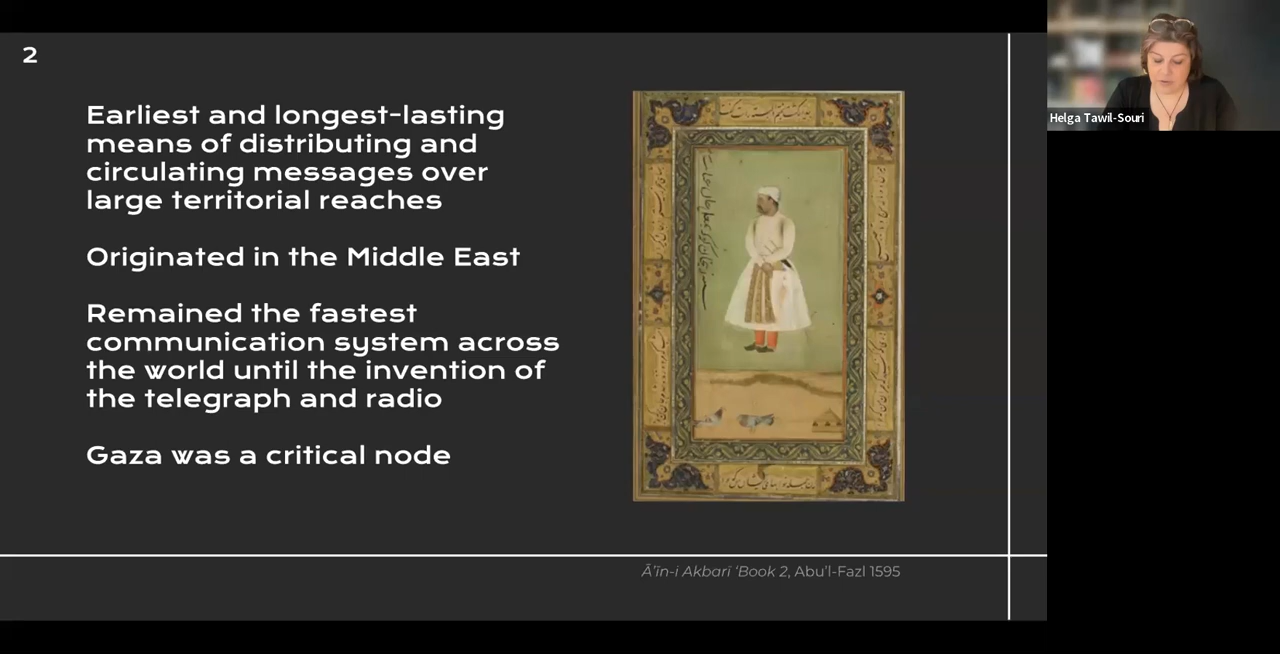 2
Earliest and longest-lasting
means of distributing and
circulating messages over
large territorial reaches
Originated in the Middle East
Remained the fastest
communication system across
the world until the invention of
the telegraph and radio
Gaza was a critical node
Ā'īn-i Akbarī ‘Book 2, Abu'l-Fazl 1595
Helga Tawil-Souri